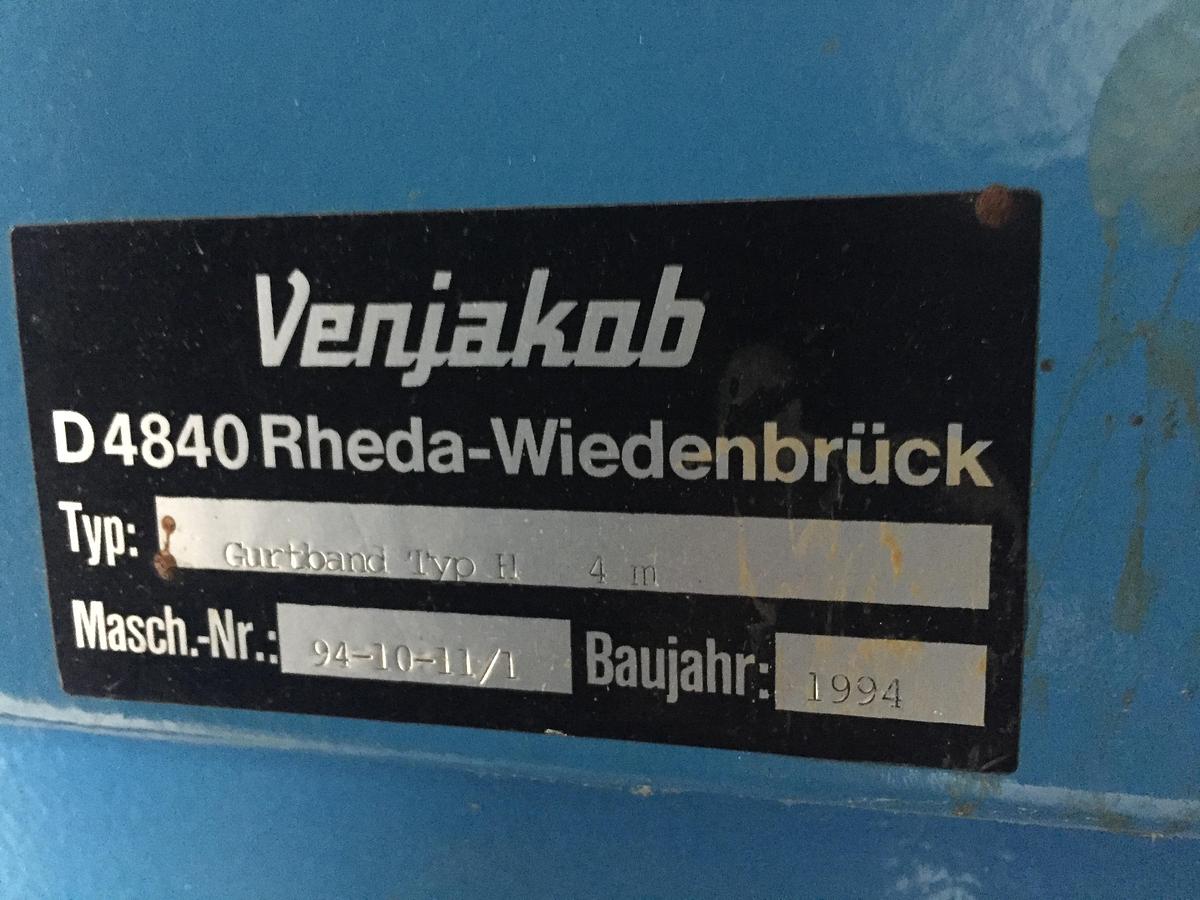 Venjakob
D 4840 Rheda-Wiedenbrück
Typ: Gurtband Typ H 4 m
Masch.-Nr.: 94-10-11/1 Baujahr: 1994